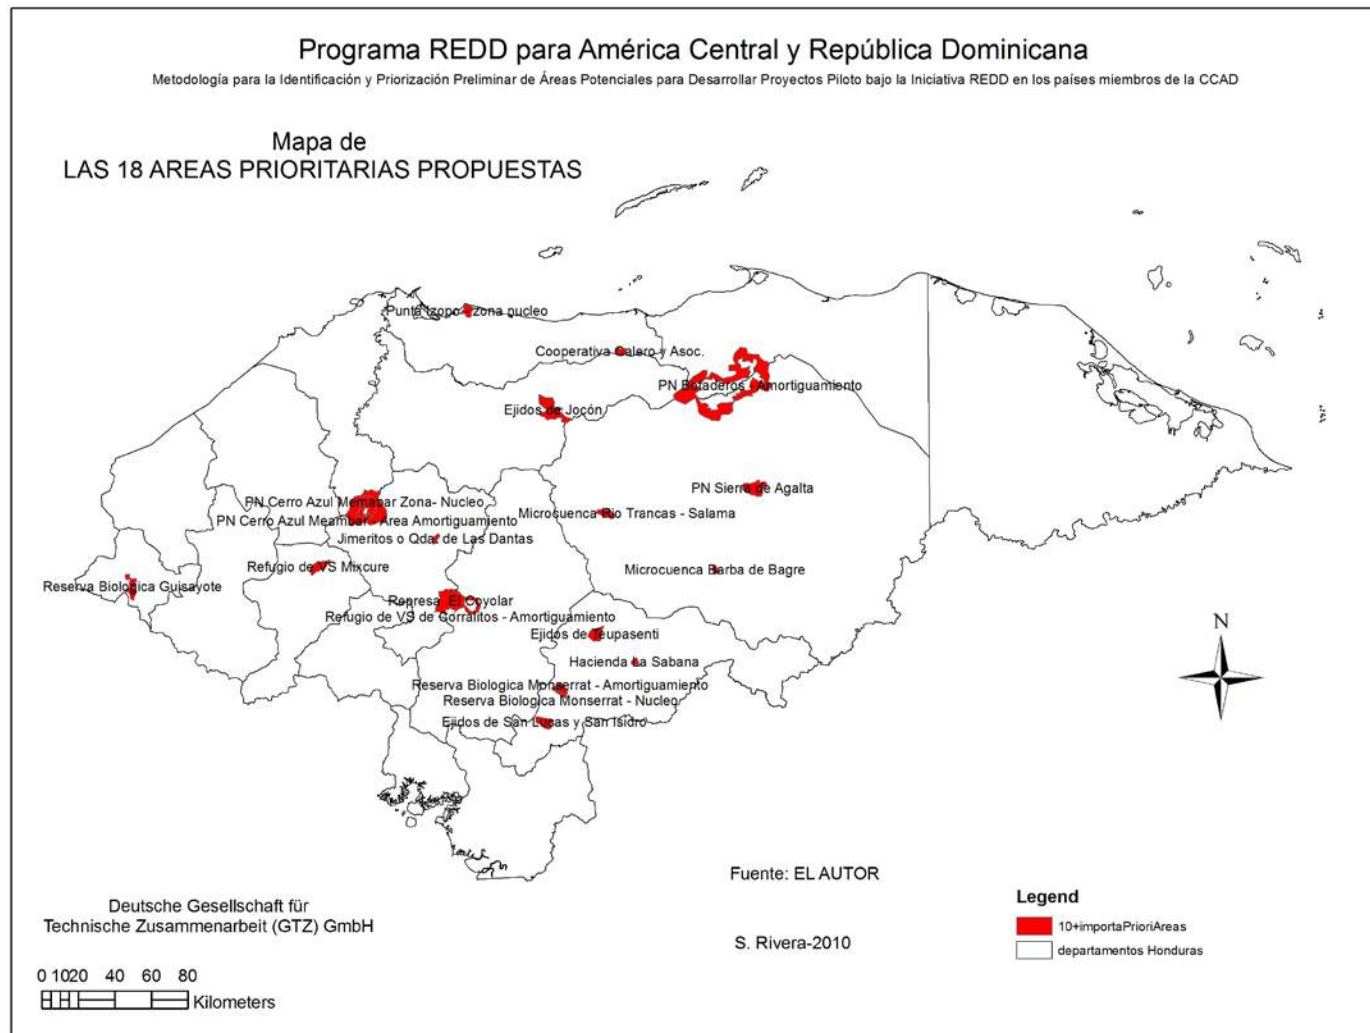 Programa REDD para América Central y República Dominicana
Metodología para la Identificación y Priorización Preliminar de Áreas Potenciales para Desarrollar Proyectos Piloto bajo la Iniciativa REDD en los países miembros de la CCAD
Mapa de
LAS 18 AREAS PRIORITARIAS PROPUESTAS
Punta Izopo zona nucleo
Cooperativa Calero y Asoc.
PN Botaderos - Amortiguamiento
Ejidos de Jocón
PN Sierra de Agalta
PN Cerro Azul Memanar Zona- Nucleo
Microcuenca Rio Trancas - Salama
PN Cerro Azul Meambar - Area Amortiguamiento
Jimeritos o Qda. de Las Dantas
Refugio de VS Mixcure
Microcuenca Barba de Bagre
Reserva Biologica Guisayote
Represa El Coyolar
Refugio de VS de Corralitos - Amortiguamiento
Ejidos de Teupasenti
Hacienda La Sabana
Reserva Biologica Monserrat - Amortiguamiento
Reserva Biologica Monserrat - Nucleo
Ejidos de San Lucas y San Isidro
N
Fuente: EL AUTOR
S. Rivera-2010
Legend
10+importaPrioriAreas
departamentos Honduras
Deutsche Gesellschaft für
Technische Zusammenarbeit (GTZ) GmbH
0 1020 40 60 80
Kilometers